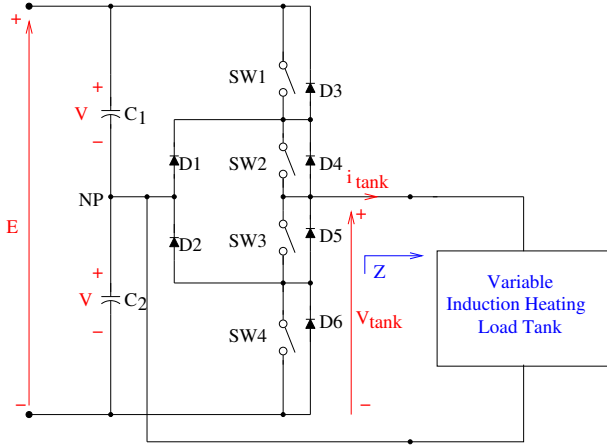 +
SW1
D3
+
V
C1
−
D1
SW2
D4
NP
i tank
E
+
D2
SW3
D5
Z
+
V
C2
−
Vtank
Variable
Induction Heating
Load Tank
SW4
D6
−
−